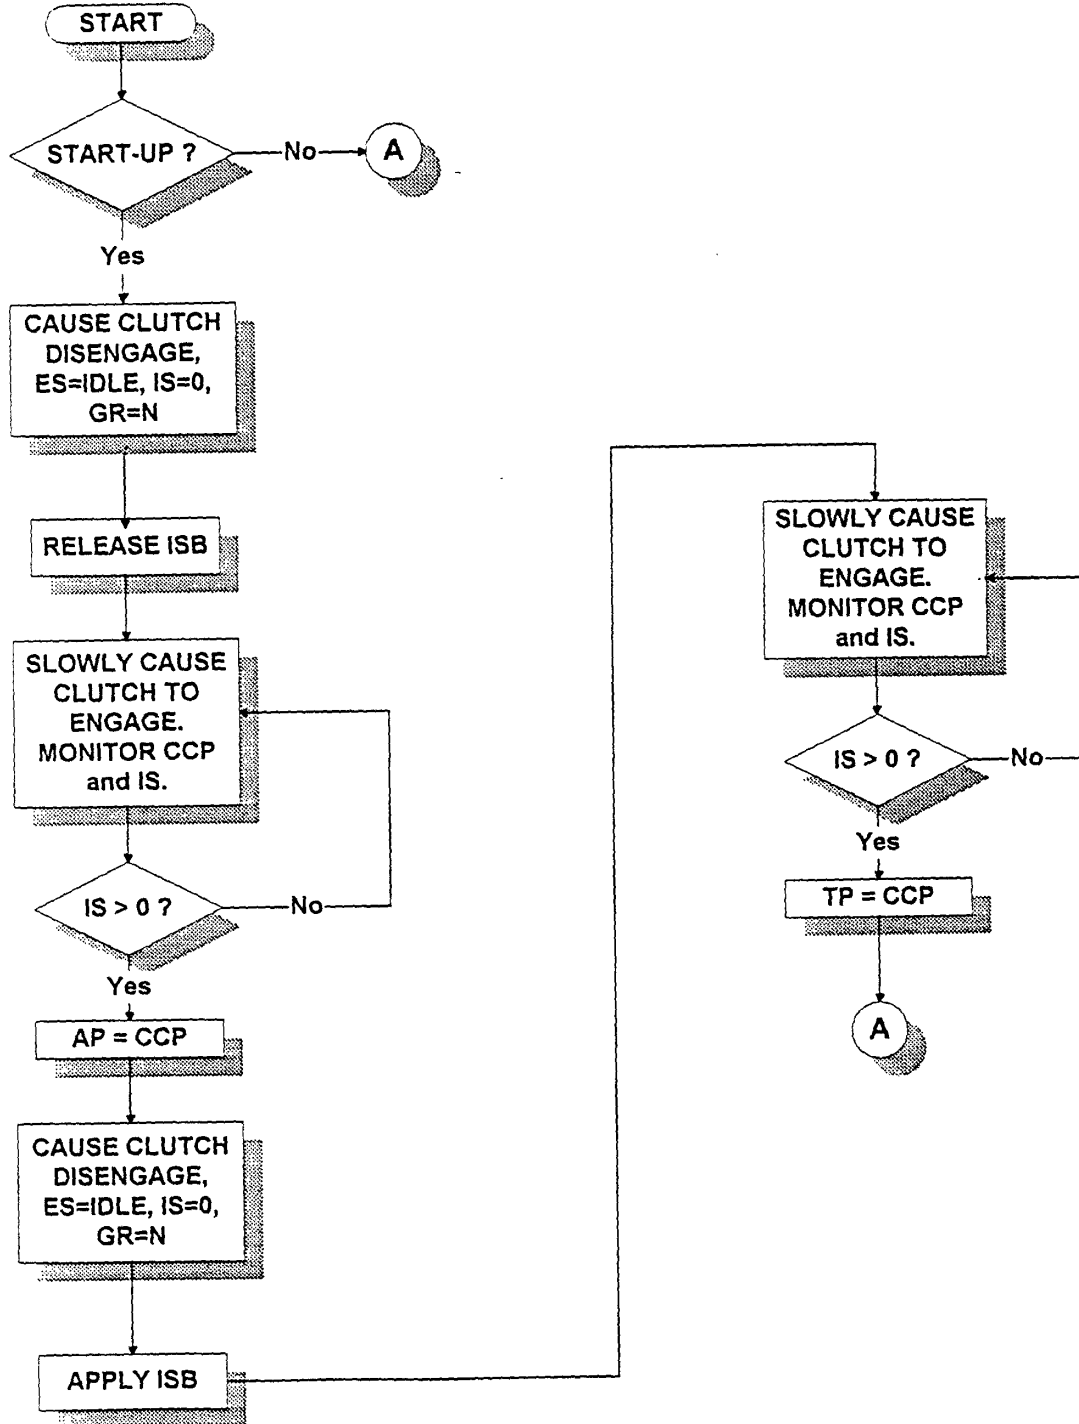 START
START-UP ?
No
A
Yes
CAUSE CLUTCH
DISENGAGE,
ES=IDLE, IS=0,
GR=N
RELEASE ISB
SLOWLY CAUSE
CLUTCH TO
ENGAGE.
MONITOR CCP
and IS.
IS > 0 ?
No
Yes
AP = CCP
CAUSE CLUTCH
DISENGAGE,
ES=IDLE, IS=0,
GR=N
APPLY ISB
SLOWLY CAUSE
CLUTCH TO
ENGAGE.
MONITOR CCP
and IS.
IS > 0 ?
No
Yes
TP = CCP
A